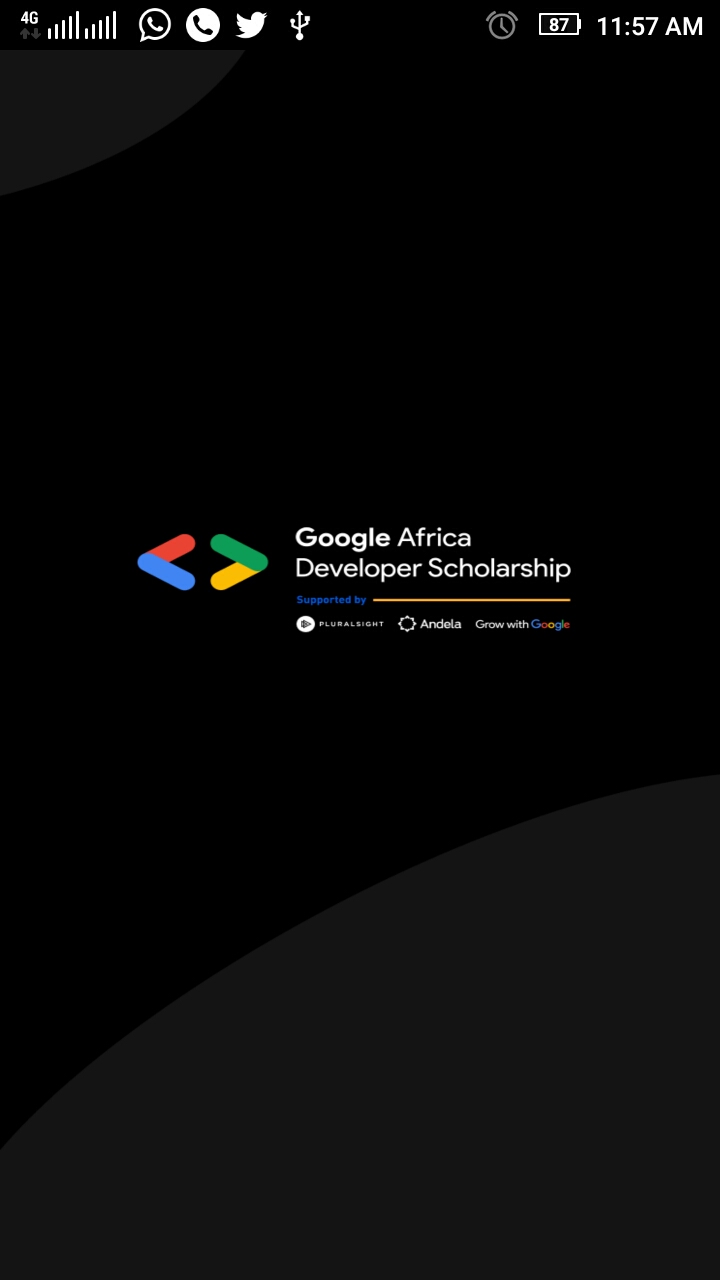 4G 87 11:57 AM
Google Africa
Developer Scholarship
Supported by
PLURALSIGHT Andela Grow with Google